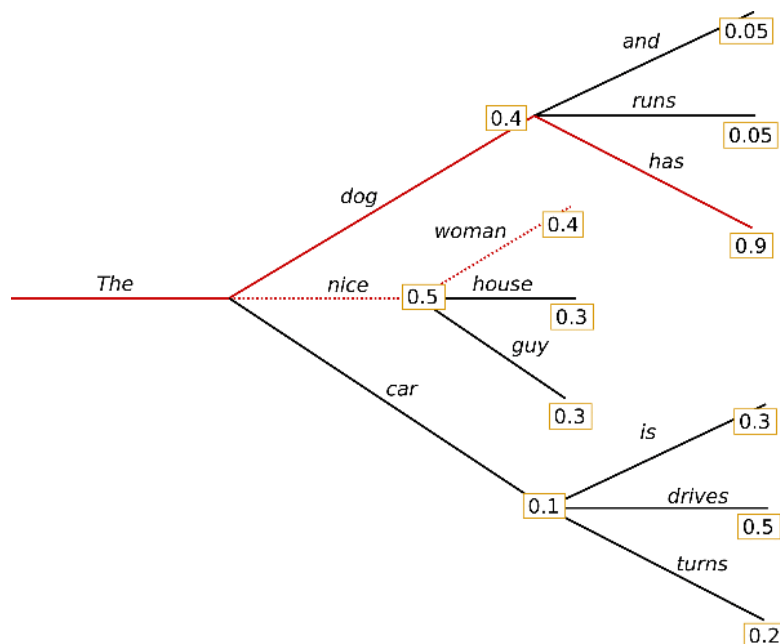 and
0.05
runs
0.4
0.05
has
dog
woman
0.4
0.9
The
nice
0.5
house
0.3
guy
car
0.3
0.3
is
0.1
drives
0.5
turns
0.2